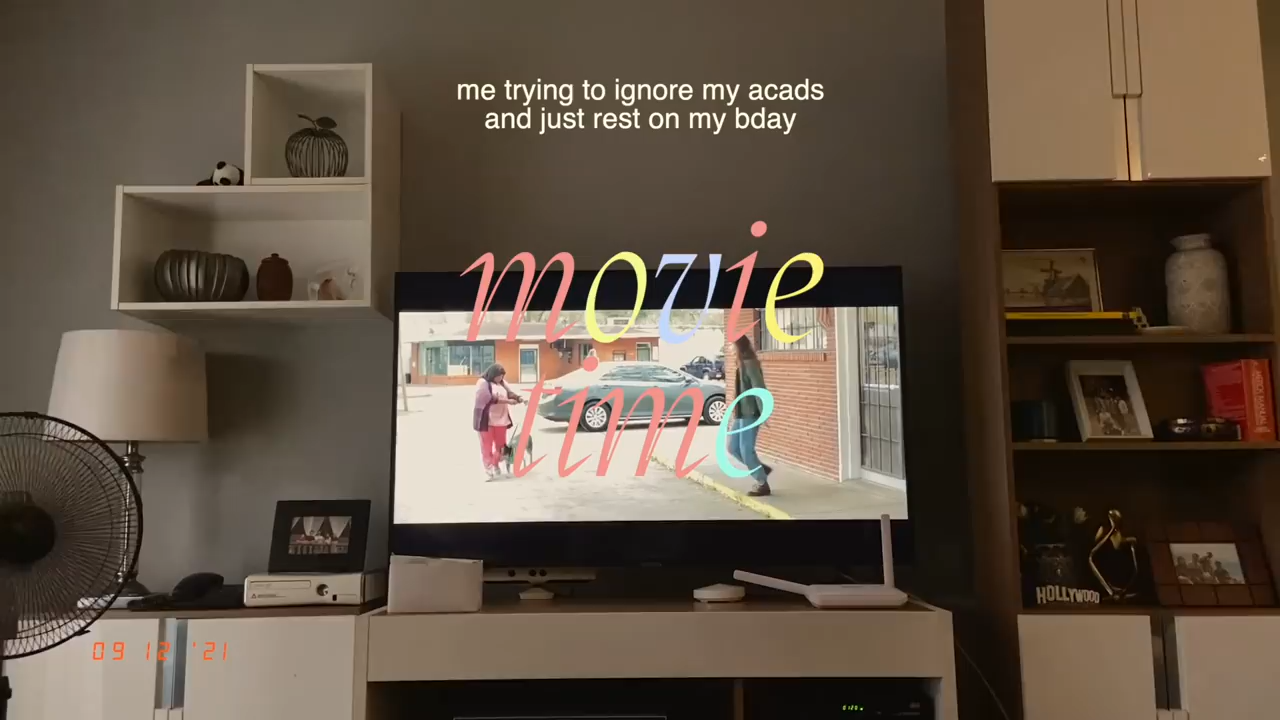 me trying to ignore my acads
and just rest on my bday
movie
time
HOLLYWOOD
09 12 '21